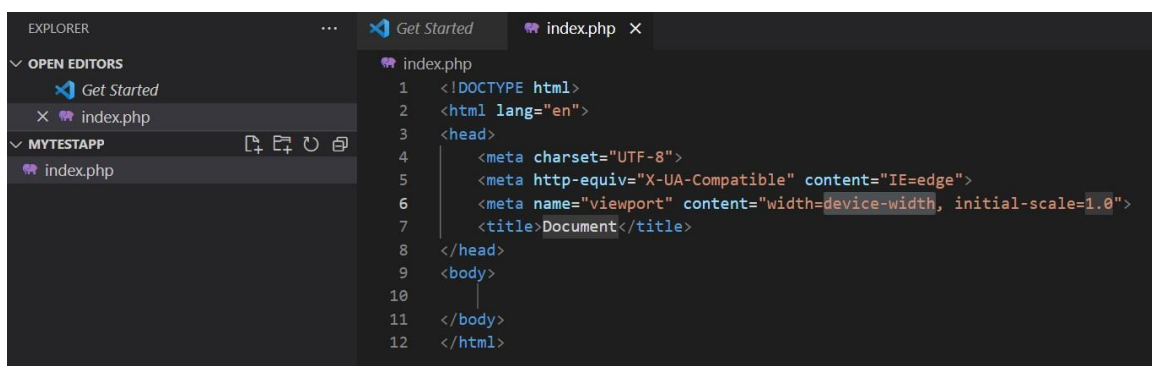 EXPLORER ...
OPEN EDITORS
Get Started
index.php
MYTESTAPP
index.php
Get Started index.php
index.php
1 <!DOCTYPE html>
2 <html lang="en">
3 <head>
4 <meta charset="UTF-8">
5 <meta http-equiv="X-UA-Compatible" content="IE=edge">
6 <meta name="viewport" content="width=device-width, initial-scale=1.0">
7 <title>Document</title>
8 </head>
9 <body>
10
11 </body>
12 </html>